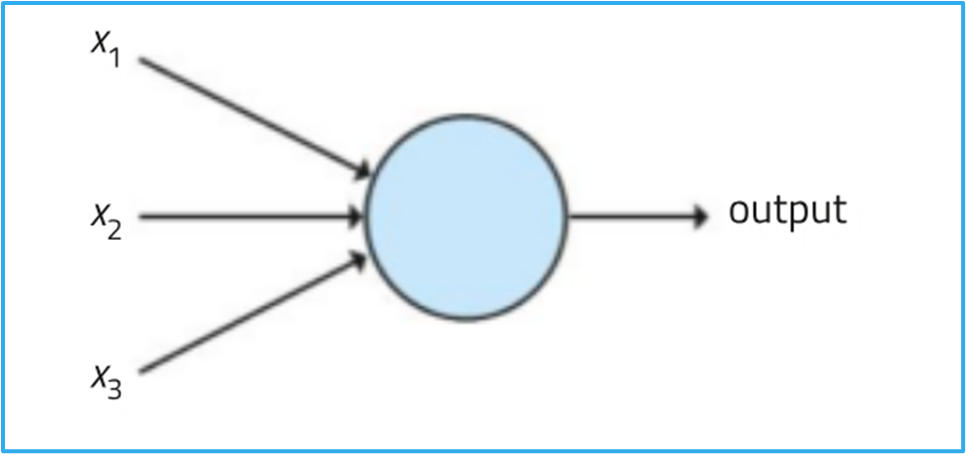 x₁
x₂
output
x₃